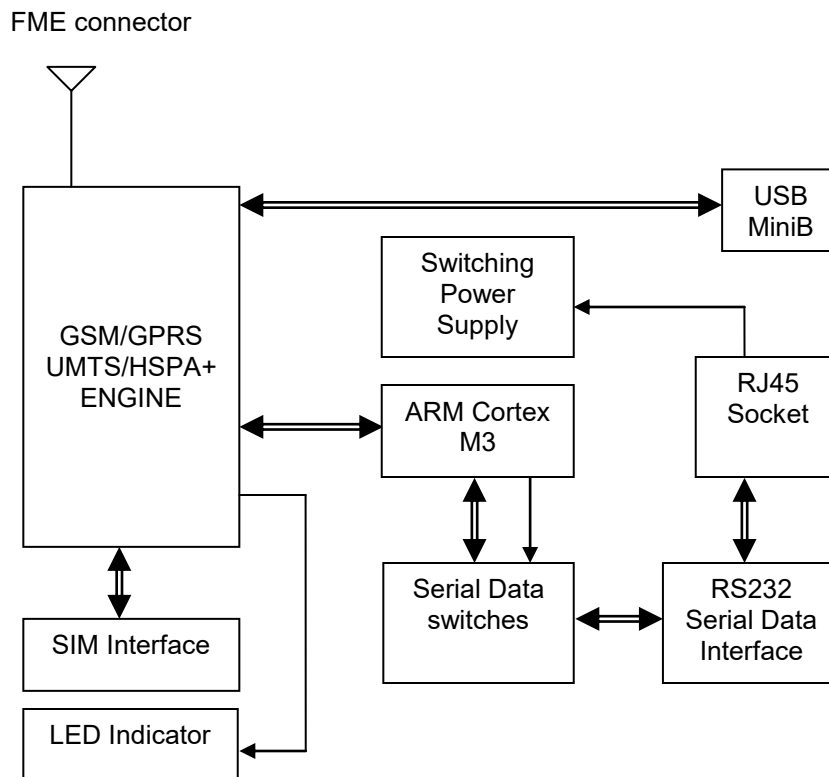 FME connector
USB
MiniB
Switching
Power
Supply
GSM/GPRS
UMTS/HSPA+
ENGINE
RJ45
Socket
ARM Cortex
M3
Serial Data
switches
RS232
Serial Data
Interface
SIM Interface
LED Indicator